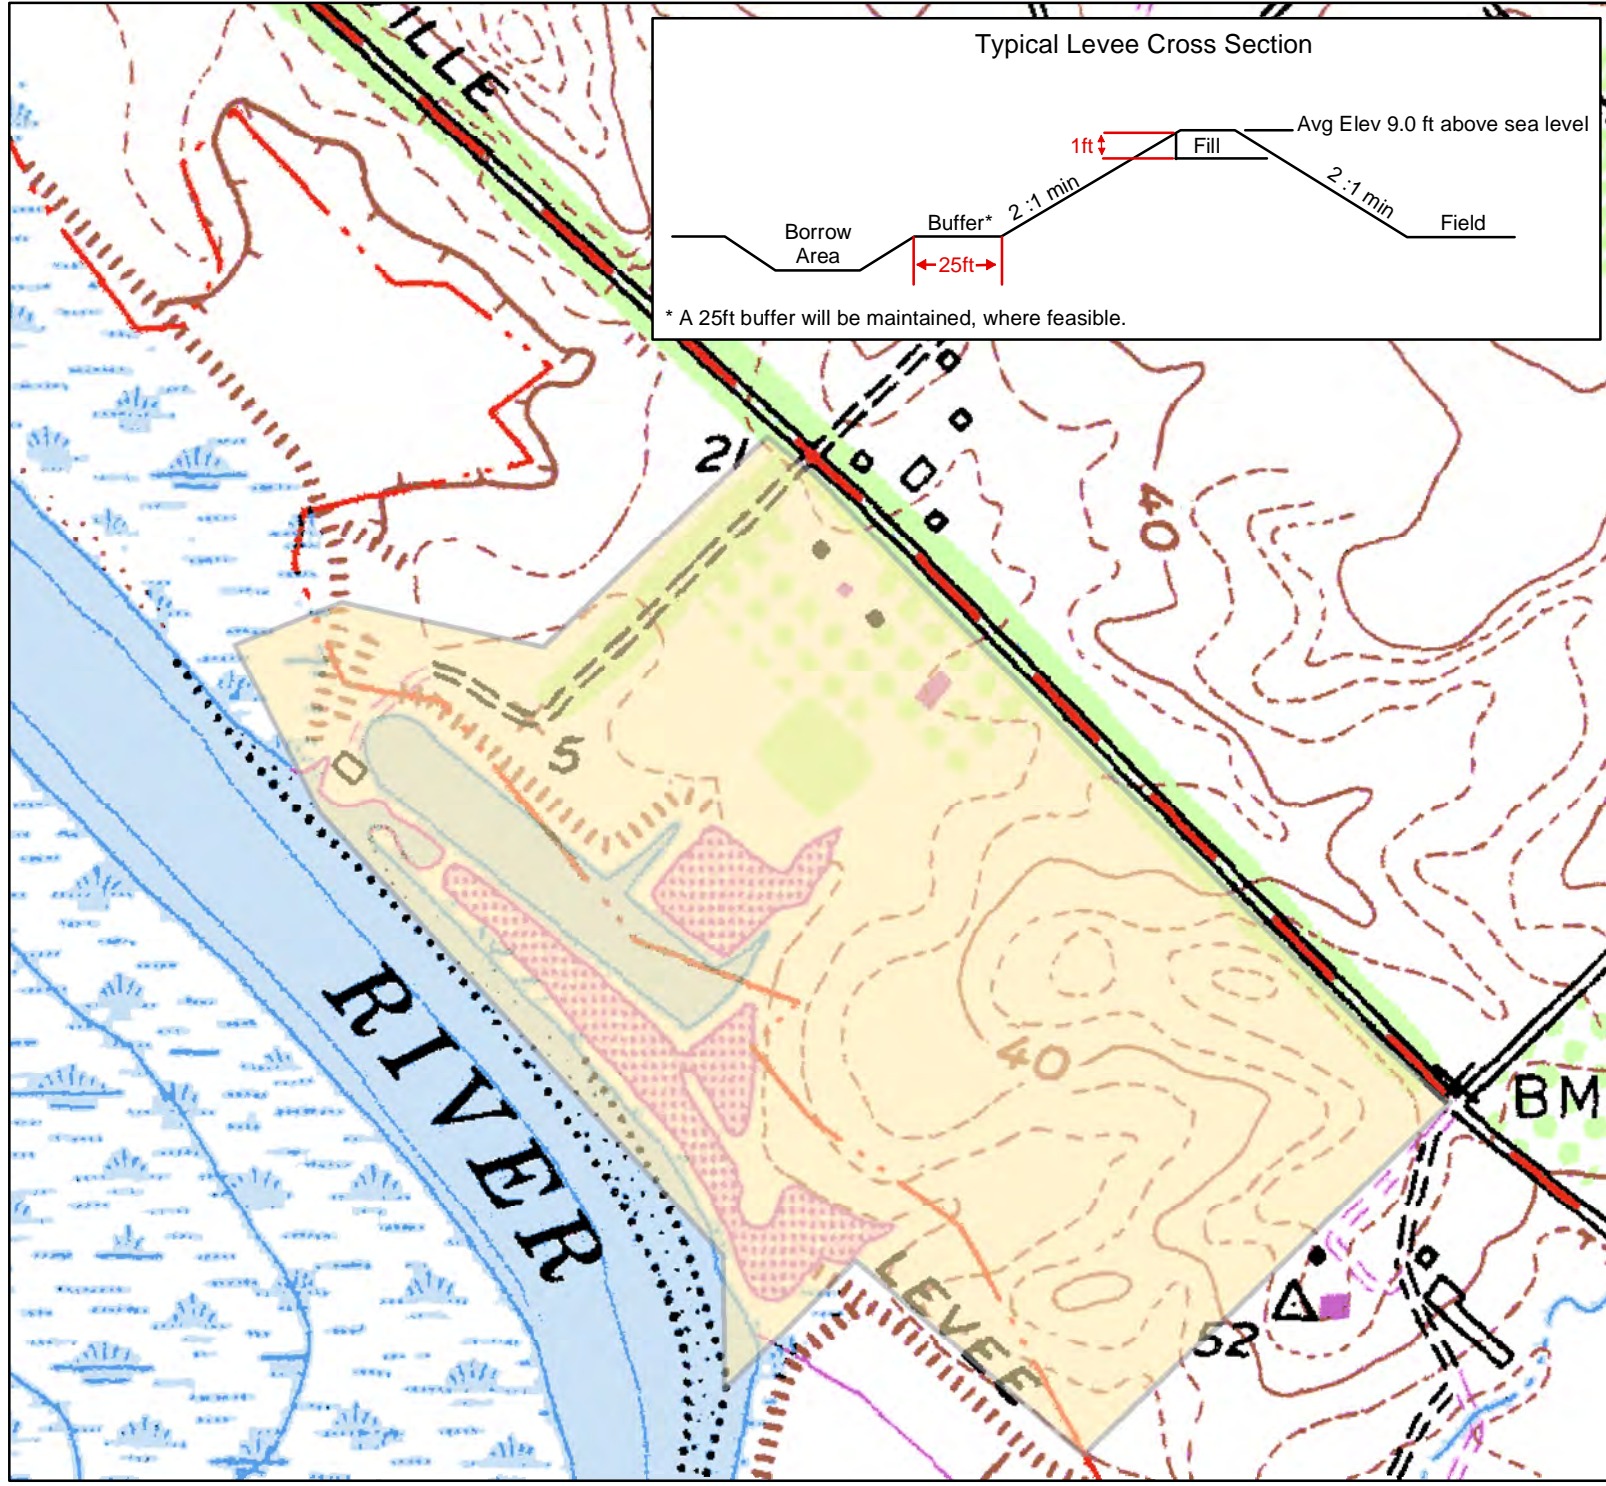 ILLE
Typical Levee Cross Section
Avg Elev 9.0 ft above sea level
1ft
Fill
2 :1 min
2 :1 min
Borrow
Area
Buffer*
Field
25ft
* A 25ft buffer will be maintained, where feasible.
21
40
5
RIVER
40
BM
LEVEE
52